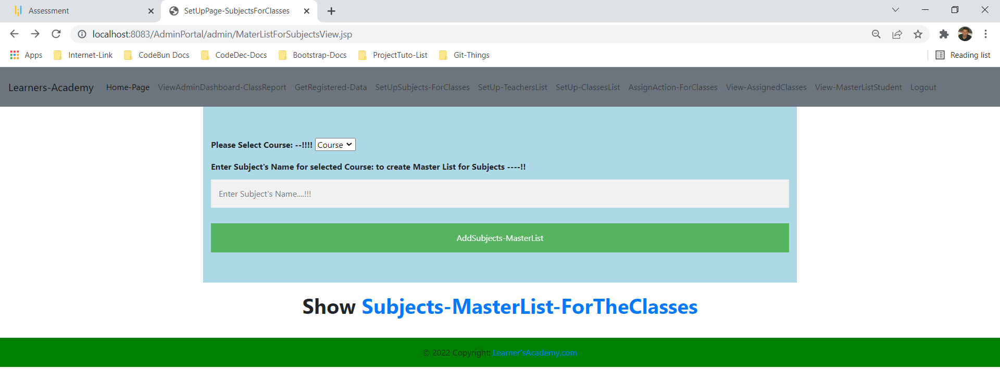 Assessment
SetUpPage-SubjectsForClasses
localhost:8083/AdminPortal/admin/MaterListForSubjectsView.jsp
Apps Internet-Link CodeBun Docs CodeDec-Docs Bootstrap-Docs ProjectTuto-List Git-Things Reading list
Learners-Academy Home-Page ViewAdminDashboard-ClassReport GetRegistered-Data SetUpSubjects-ForClasses SetUp-TeachersList SetUp-ClassesList AssignAction-ForClasses View-AssignedClasses View-MasterListStudent Logout
Please Select Course: --!!!! Course
Enter Subject's Name for selected Course: to create Master List for Subjects ----!!
Enter Subject's Name....!!!
AddSubjects-MasterList
Show Subjects-MasterList-ForTheClasses
© 2022 Copyright: Learner'sAcademy.com